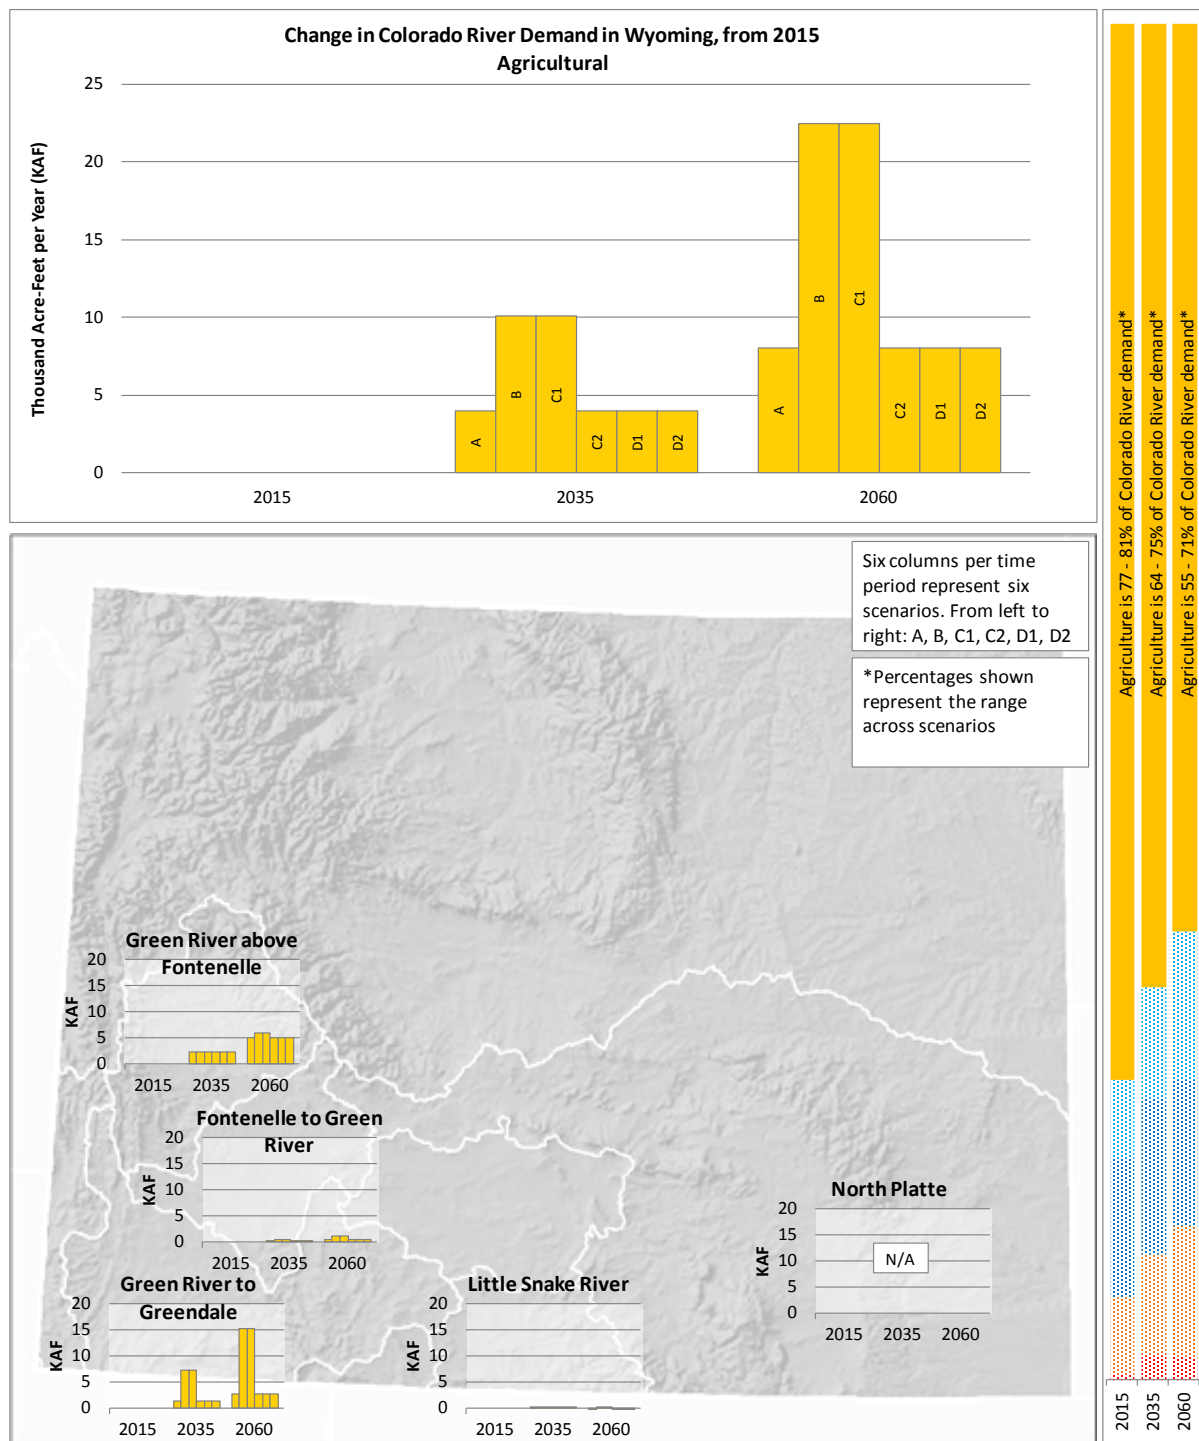 Change in Colorado River Demand in Wyoming, from 2015
Agricultural
Thousand Acre-Feet per Year (KAF)
25
20
15
10
5
0
A
B
C1
C2
D1
D2
A
B
C1
C2
D1
D2
2015
2035
2060
Six columns per time
period represent six
scenarios. From left to
right: A, B, C1, C2, D1, D2
*Percentages shown
represent the range
across scenarios
Green River above
Fontenelle
KAF
20
15
10
5
0
2015
2035
2060
Fontenelle to Green
River
KAF
20
15
10
5
0
2015
2035
2060
North Platte
KAF
20
15
10
5
0
N/A
2015
2035
2060
Green River to
Greendale
KAF
20
15
10
5
0
2015
2035
2060
Little Snake River
KAF
20
15
10
5
0
2015
2035
2060
Agriculture is 77 - 81% of Colorado River demand*
Agriculture is 64 - 75% of Colorado River demand*
Agriculture is 55 - 71% of Colorado River demand*
2015
2035
2060